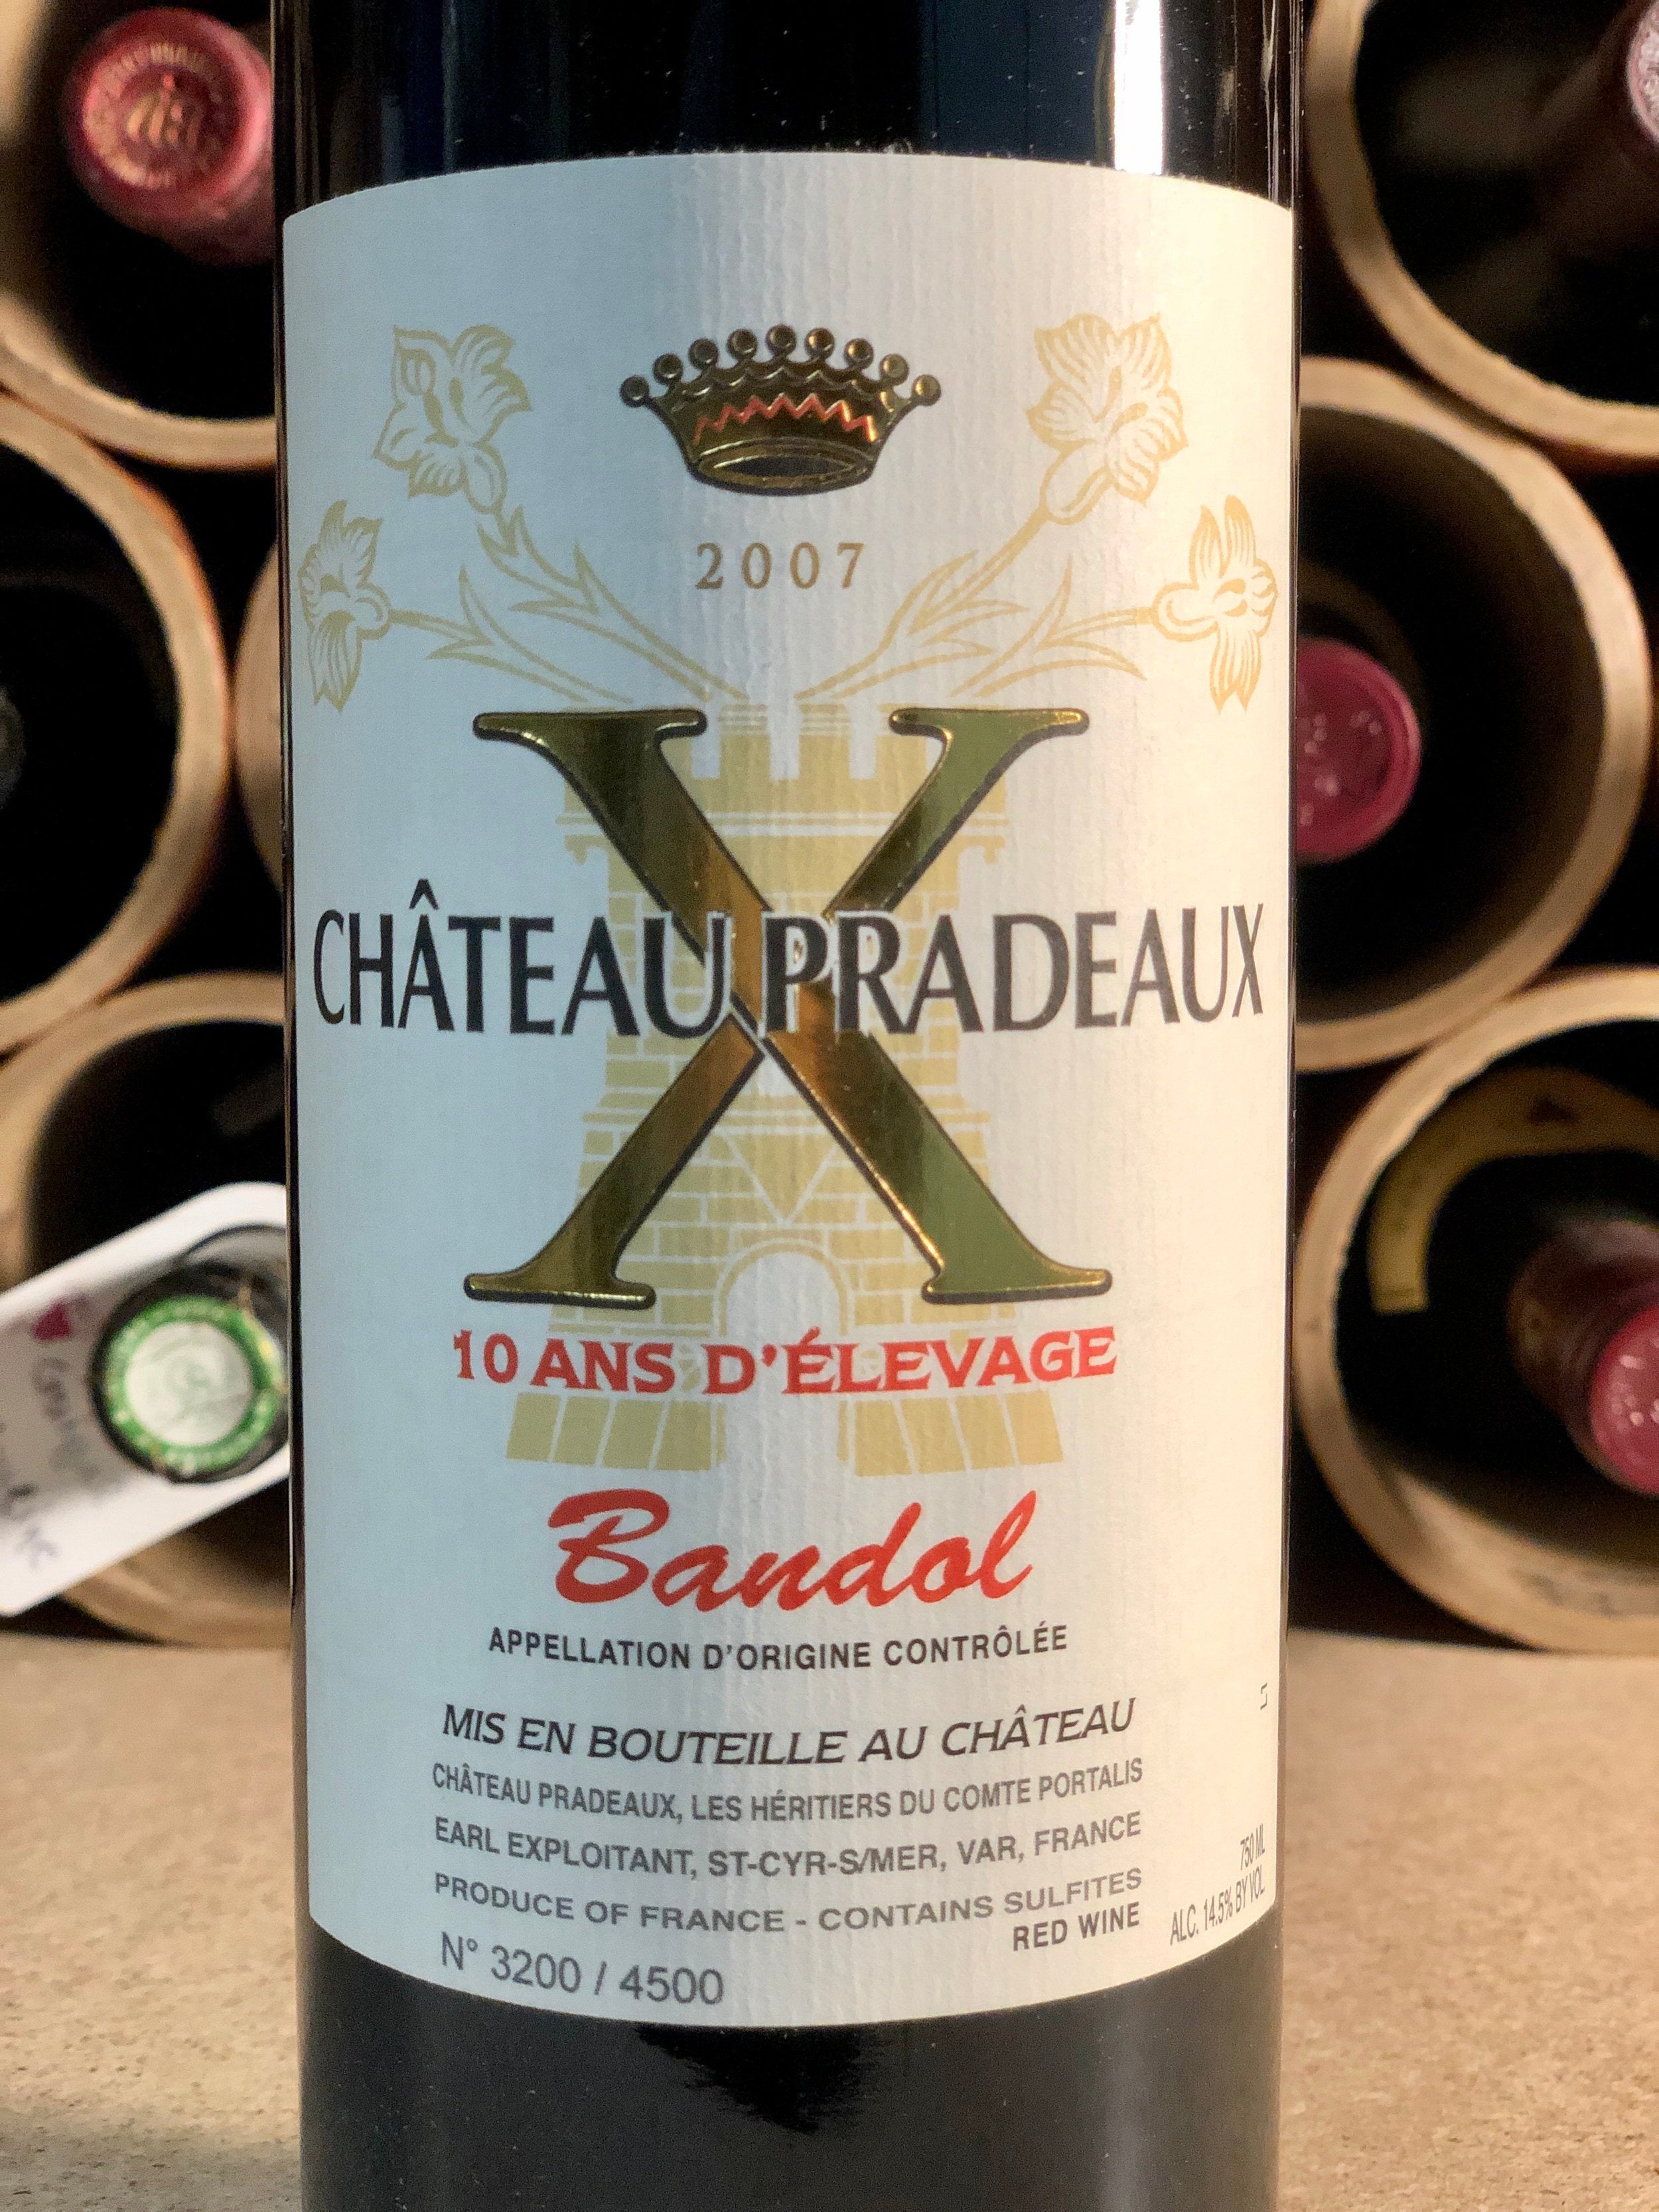 2007
X
CHÂTEAU PRADEAUX
10 ANS D'ÉLEVAGE
Bandol
APPELLATION D'ORIGINE CONTRÔLÉE
MIS EN BOUTEILLE AU CHÂTEAU
CHÂTEAU PRADEAUX, LES HÉRITIERS DU COMTE PORTALIS
EARL EXPLOITANT, ST-CYR-S/MER, VAR, FRANCE
PRODUCE OF FRANCE - CONTAINS SULFITES
RED WINE
N° 3200 / 4500
750 ML
ALC. 14.5% BY VOL